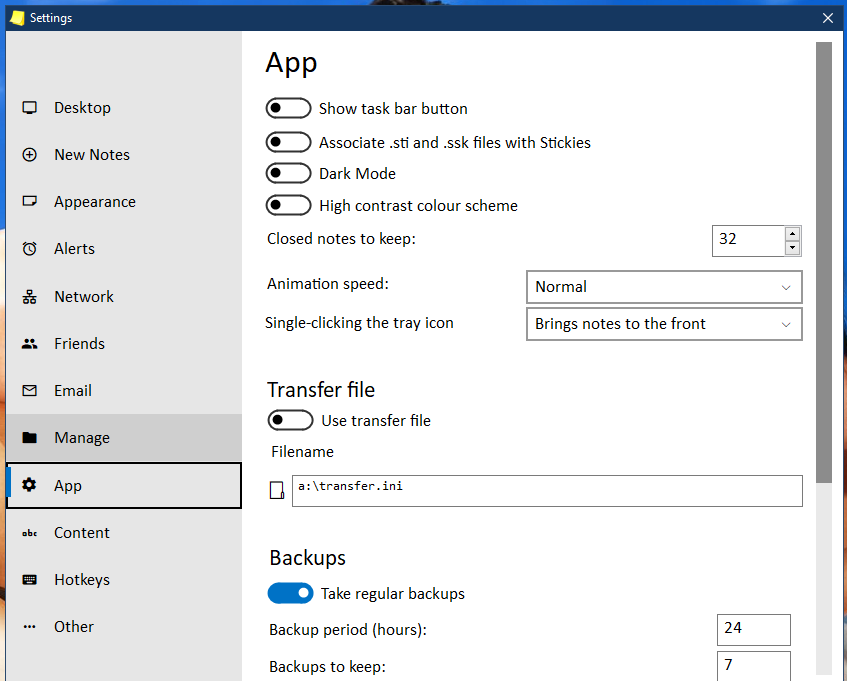 Settings
Desktop
New Notes
Appearance
Alerts
Network
Friends
Email
Manage
App
Content
abc
Hotkeys
Other
App
Show task bar button
Associate .sti and .ssk files with Stickies
Dark Mode
High contrast colour scheme
Closed notes to keep: 32
Animation speed: Normal
Single-clicking the tray icon Brings notes to the front
Transfer file
Use transfer file
Filename
a:\transfer.ini
Backups
Take regular backups
Backup period (hours): 24
Backups to keep: 7